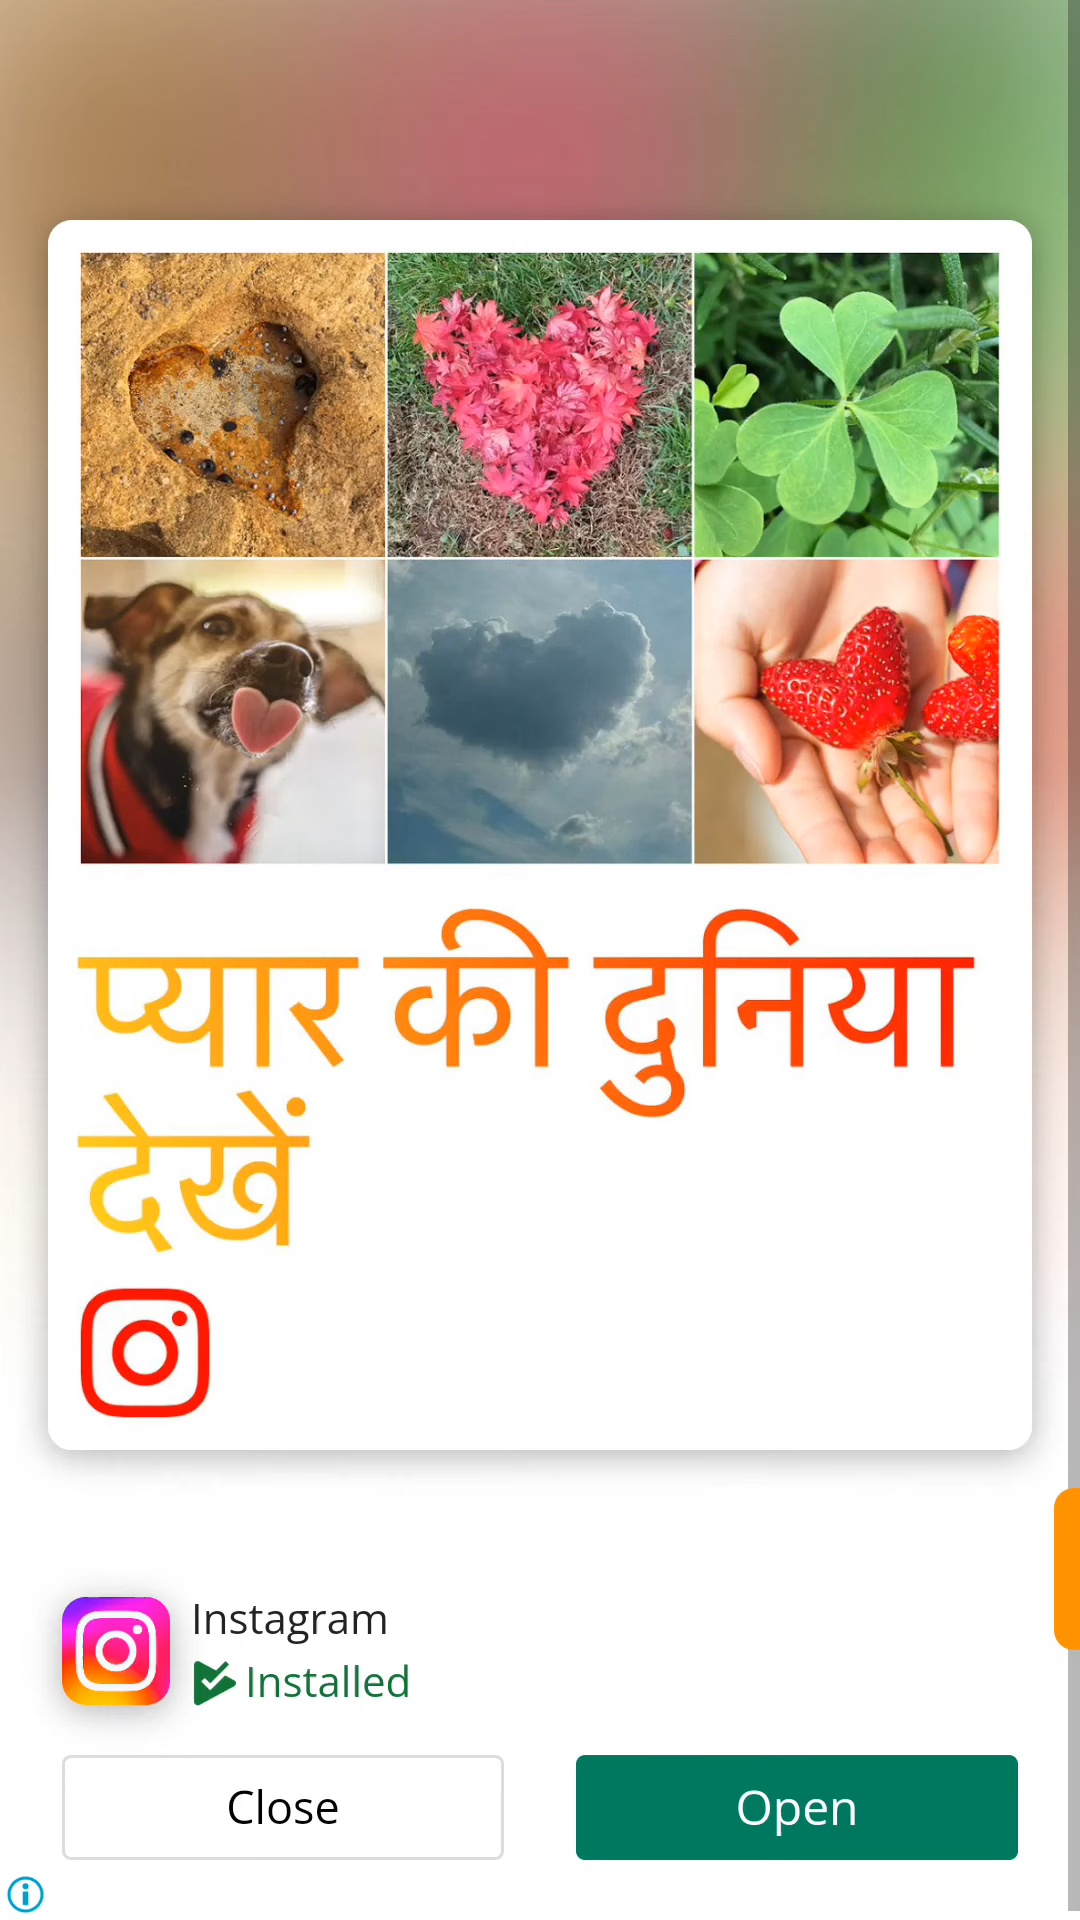 प्यार की दुनिया
देखें
Instagram
Installed
Close
Open